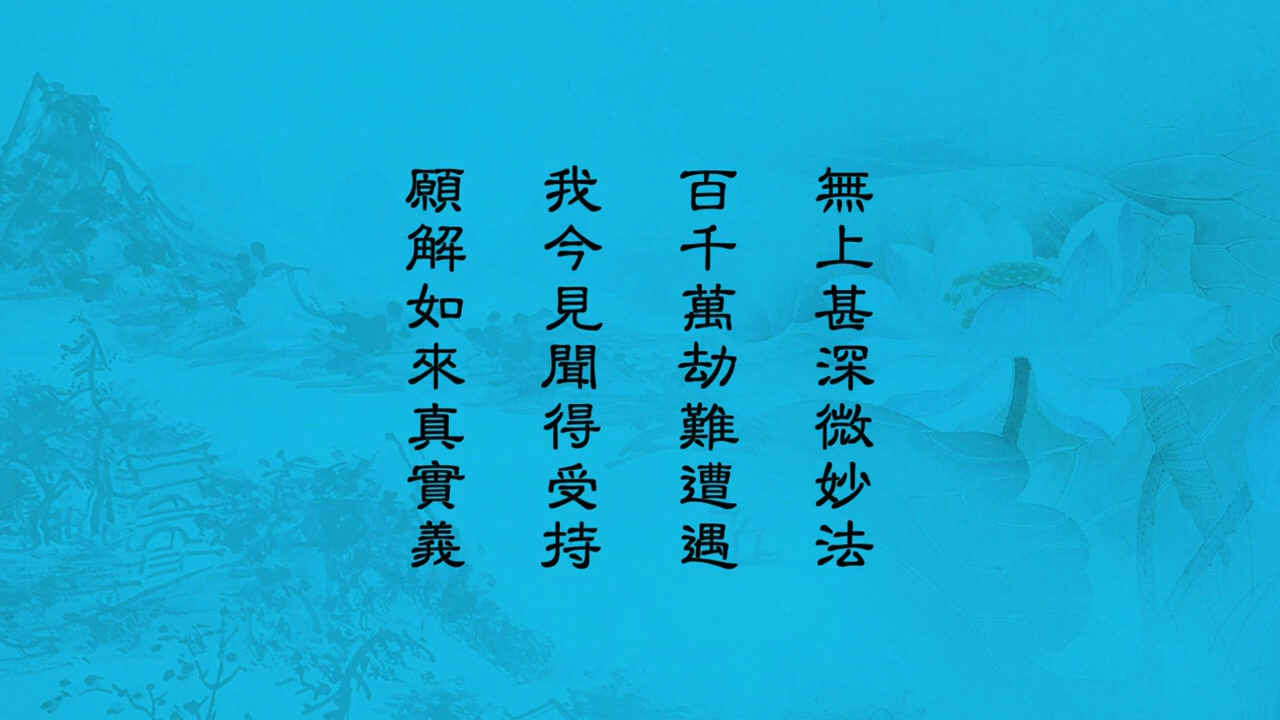 無上甚深微妙法
百千萬劫難遭遇
我今見聞得受持
願解如來真實義